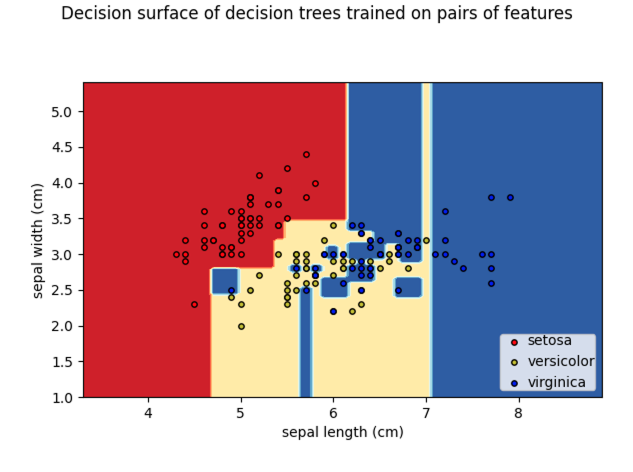 Decision surface of decision trees trained on pairs of features
5.0
4.5
4.0
3.5
3.0
2.5
2.0
1.5
1.0
sepal width (cm)
setosa
versicolor
virginica
4 5 6 7 8
sepal length (cm)